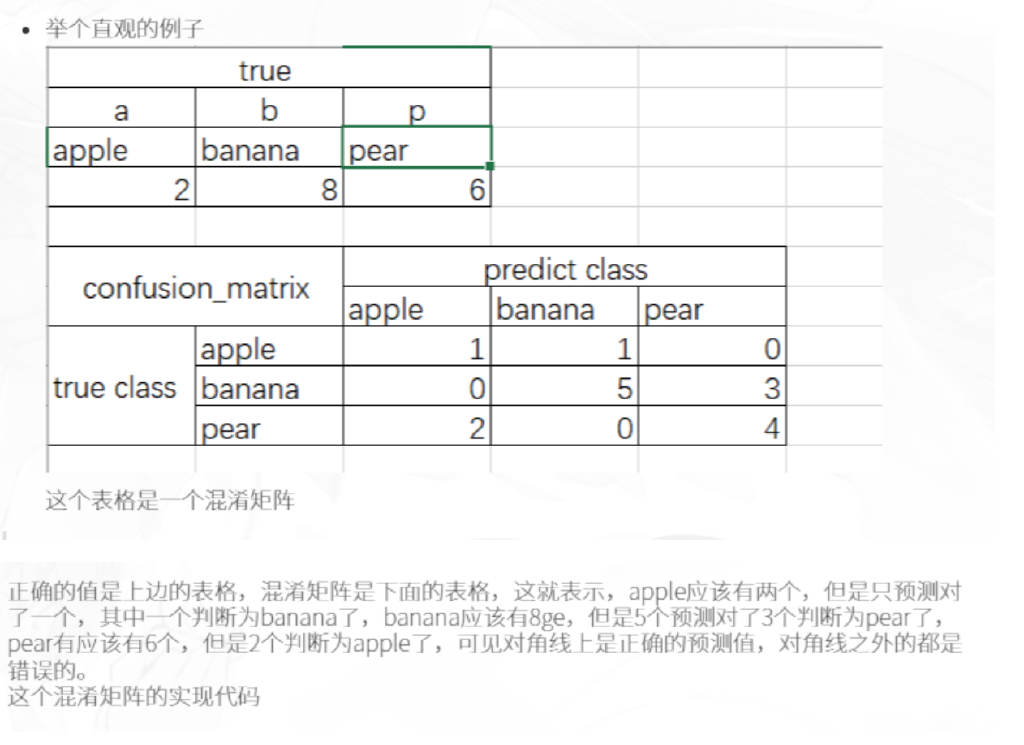 举个直观的例子
true
a b p
apple banana pear
2 8 6
confusion_matrix predict class
apple banana pear
true class apple 1 1 0
banana 0 5 3
pear 2 0 4
这个表格是一个混淆矩阵
正确的值是上边的表格，混淆矩阵是下面的表格，这就表示，apple应该有两个，但是只预测对
了一个，其中一个判断为banana了，banana应该有8ge，但是5个预测对了3个判断为pear了，
pear有应该有6个，但是2个判断为apple了，可见对角线上是正确的预测值，对角线之外的都是
错误的。
这个混淆矩阵的实现代码